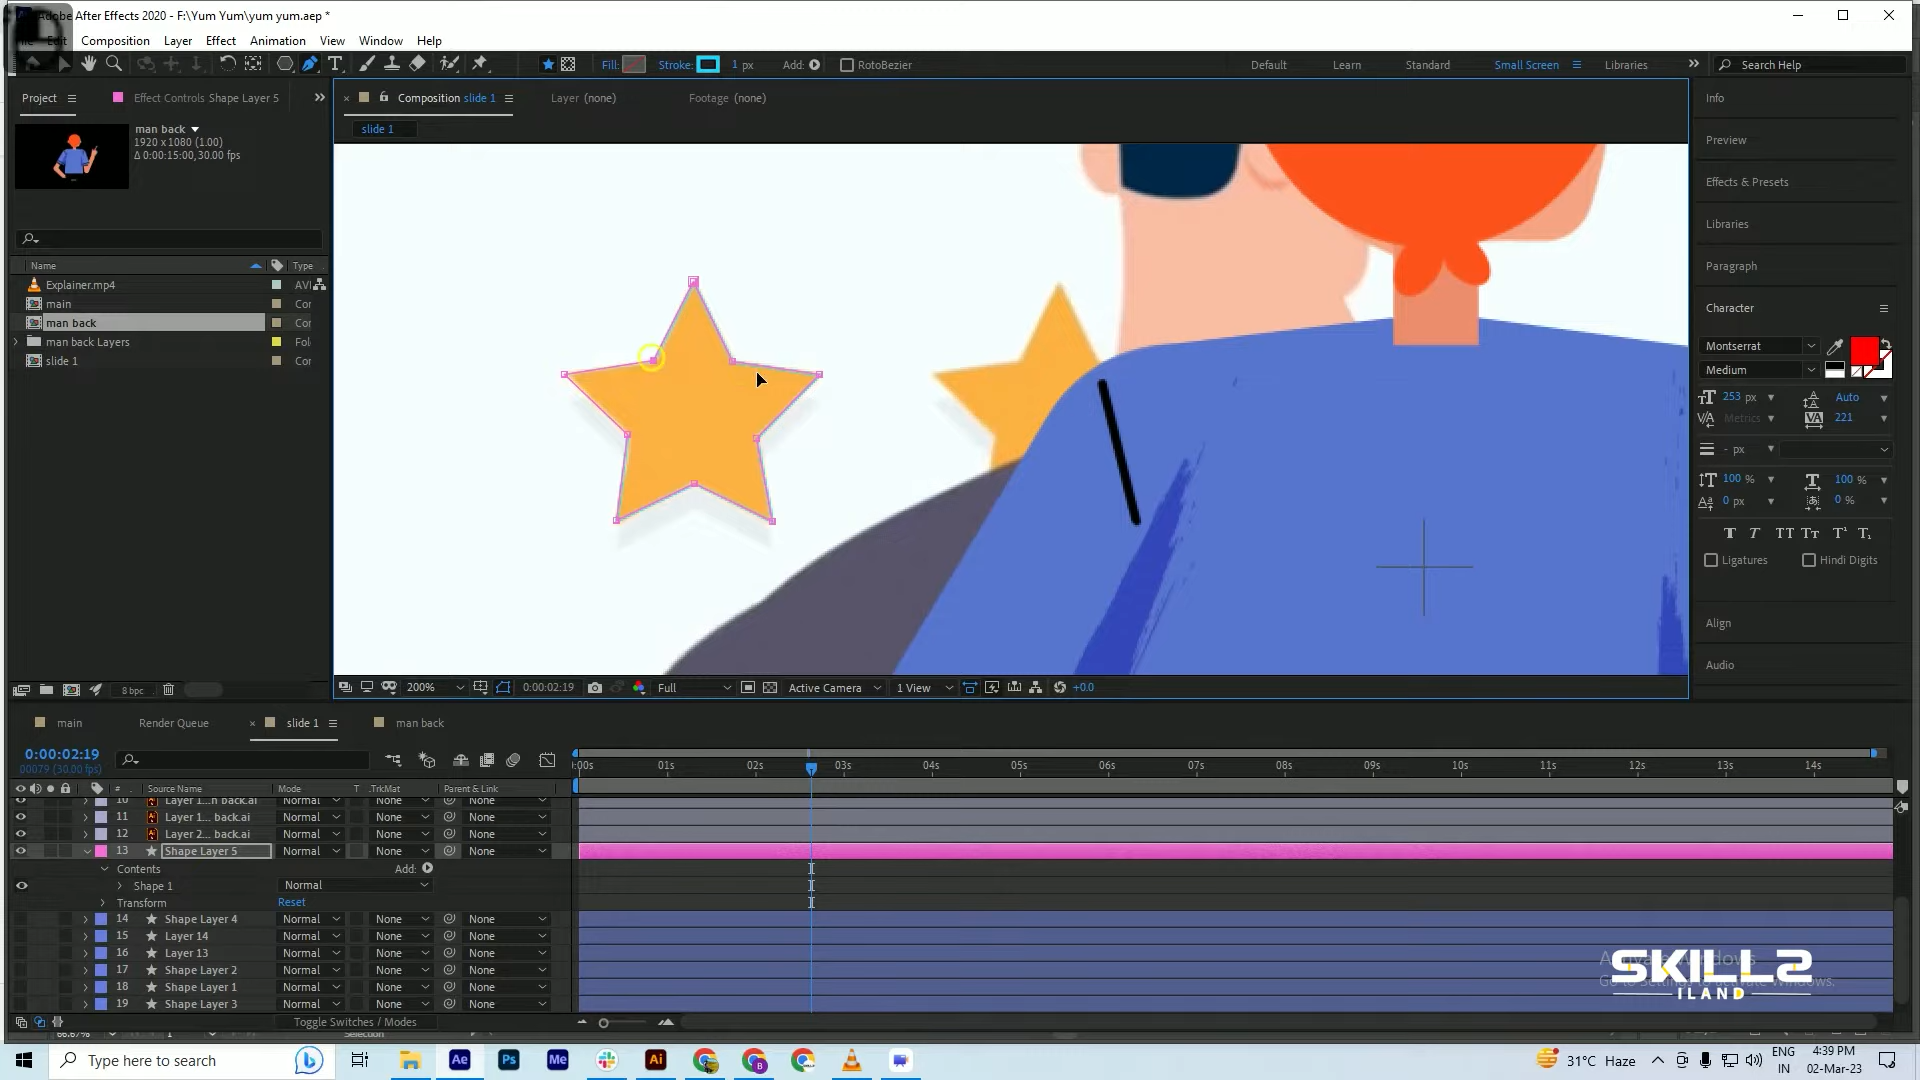 Adobe After Effects 2020 - F:\Yum Yum\yum yum.aep *
Edit Composition Layer Effect Animation View Window Help
Fill: Stroke: 1 px Add: RotoBezier Default Learn Standard Small Screen Libraries Search Help
Project Effect Controls Shape Layer 5
Composition slide 1 Layer (none) Footage (none)
slide 1
man back
1920 x 1080 (1.00)
Δ 0:00:15:00, 30.00 fps
Name Type
Explainer.mp4 AVI
main Cor
man back Cor
man back Layers Fol
slide 1 Cor
8 bpc
200% 0:00:02:19 Full Active Camera 1 View +0.0
Info
Preview
Effects & Presets
Libraries
Paragraph
Character
Montserrat
Medium
253 px Auto
Metrics 221
- px
100 % 100 %
0 px 0 %
Ligatures Hindi Digits
Align
Audio
main Render Queue slide 1 man back
0:00:02:19
00079 (30.00 fps)
:00s 01s 02s 03s 04s 05s 06s 07s 08s 09s 10s 11s 12s 13s 14s
# Source Name Mode T .TrkMat Parent & Link
10 Layer 1...n back.ai Normal None None
11 Layer 1... back.ai Normal None None
12 Layer 2... back.ai Normal None None
13 Shape Layer 5 Normal None None
Contents Add:
Shape 1 Normal
Transform Reset
14 Shape Layer 4 Normal None None
15 Layer 14 Normal None None
16 Layer 13 Normal None None
17 Shape Layer 2 Normal None None
18 Shape Layer 1 Normal None None
19 Shape Layer 3 Normal None None
Toggle Switches / Modes
SKILLS
ILAND
Type here to search
Ae Ps Me Ai
31°C Haze
ENG
IN
4:39 PM
02-Mar-23